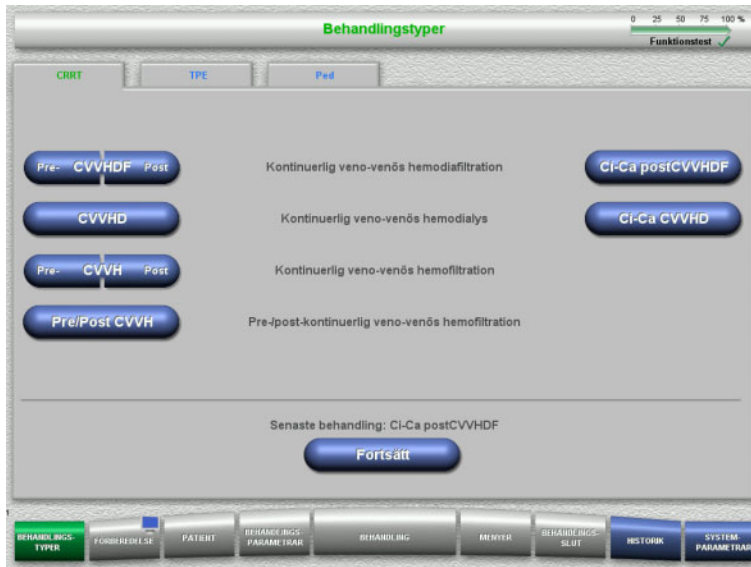 Behandlingstyper
0 25 50 75 100 %
Funktionstest
CRRT TPE Ped
Pre- CVVHDF Post Kontinuerlig veno-venös hemodiafiltration Ci-Ca postCVVHDF
CVVHD Kontinuerlig veno-venös hemodialys Ci-Ca CVVHD
Pre- CVVH Post Kontinuerlig veno-venös hemofiltration
Pre/Post CVVH Pre-/post-kontinuerlig veno-venös hemofiltration
Senaste behandling: Ci-Ca postCVVHDF
Fortsätt
1
BEHANDLINGS-
TYPER
FÖRBEREDELSE
PATIENT
BEHANDLINGS-
PARAMETRAR
BEHANDLING
MENYER
BEHANDLINGS-
SLUT
HISTORIK
SYSTEM-
PARAMETRAR